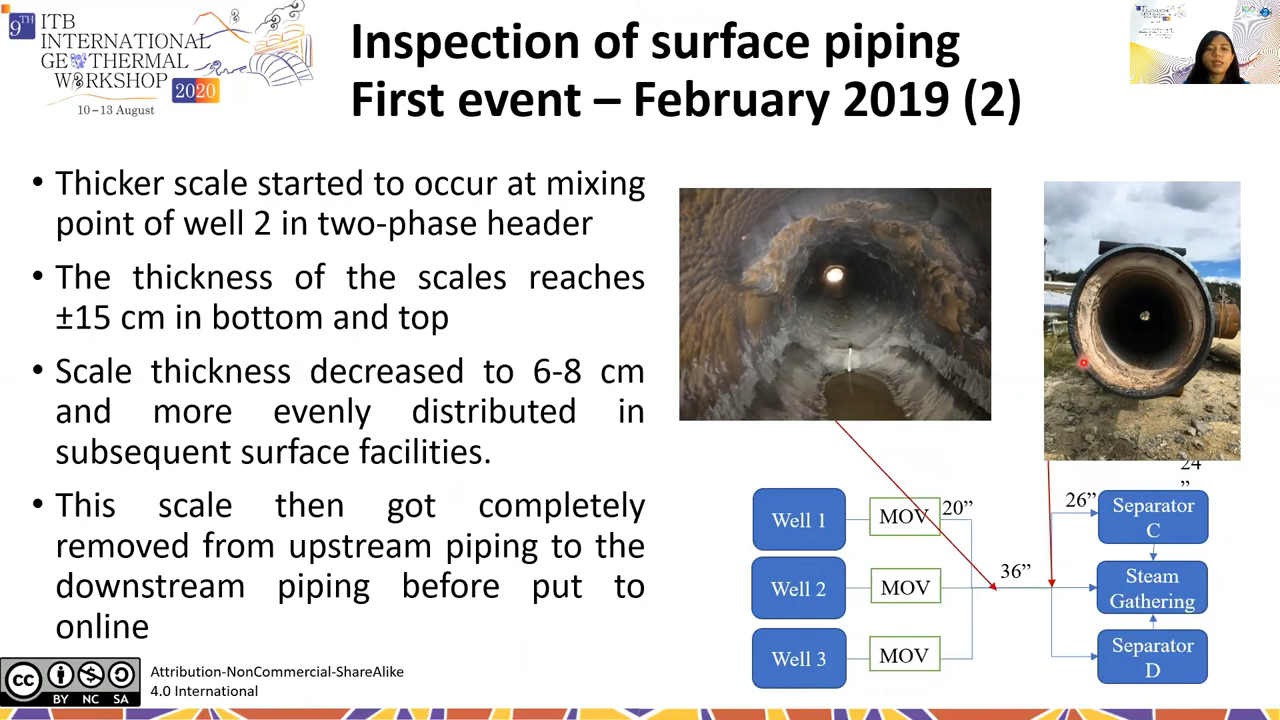 9TH ITB
INTERNATIONAL
GEOTHERMAL
WORKSHOP
2020
10–13 August
Inspection of surface piping
First event – February 2019 (2)
• Thicker scale started to occur at mixing
point of well 2 in two-phase header
• The thickness of the scales reaches
±15 cm in bottom and top
• Scale thickness decreased to 6-8 cm
and more evenly distributed in
subsequent surface facilities.
• This scale then got completely
removed from upstream piping to the
downstream piping before put to
online
24
”
Well 1
MOV
20”
26”
Separator
C
Well 2
MOV
36”
Steam
Gathering
Well 3
MOV
Separator
D
cc
BY NC SA
Attribution-NonCommercial-ShareAlike
4.0 International